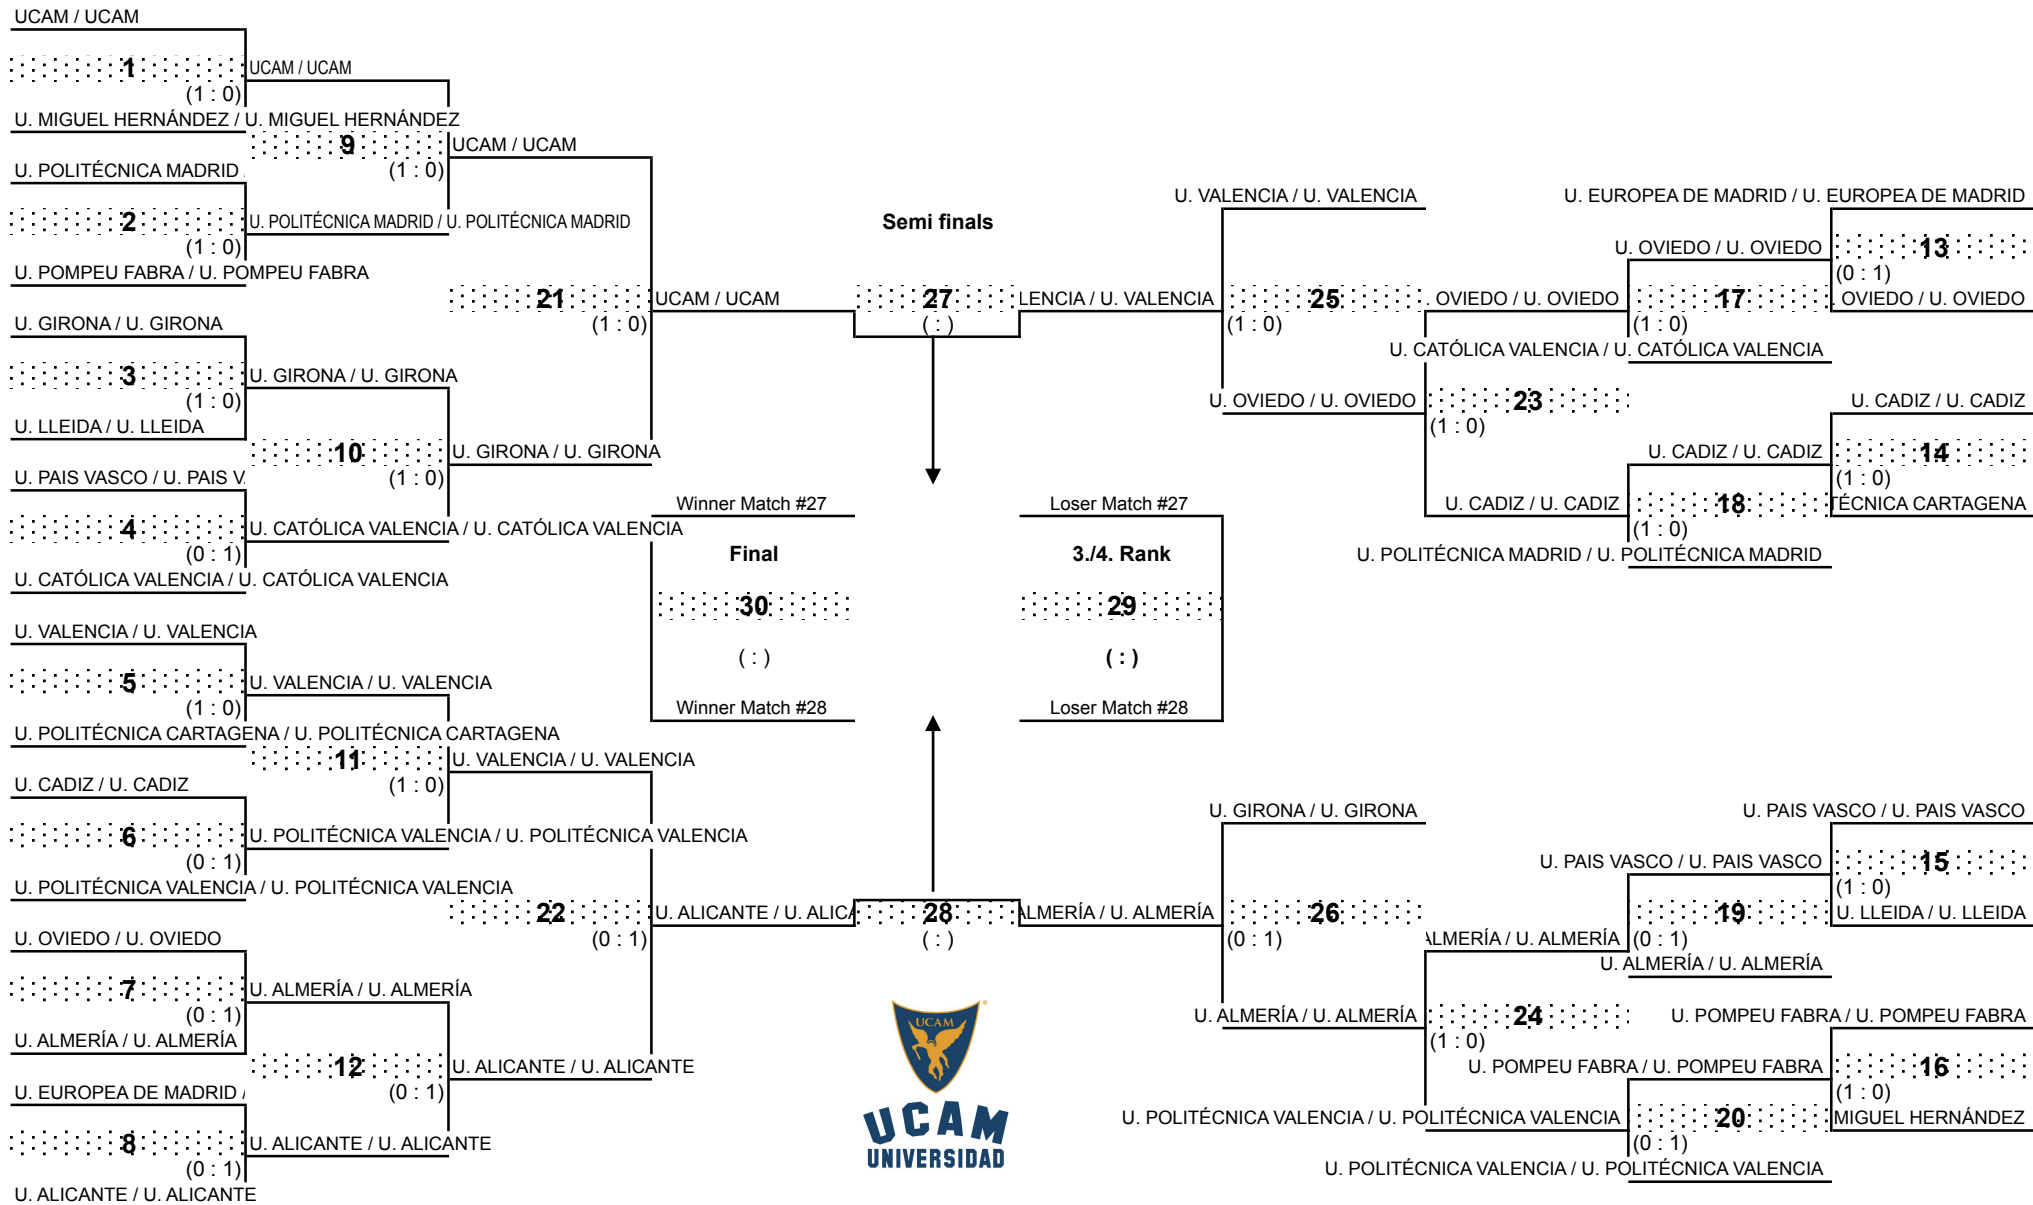 UCAM / UCAM
1
UCAM / UCAM
(1 : 0)
U. MIGUEL HERNÁNDEZ / U. MIGUEL HERNÁNDEZ
9
UCAM / UCAM
(1 : 0)
U. POLITÉCNICA MADRID
2
U. POLITÉCNICA MADRID / U. POLITÉCNICA MADRID
(1 : 0)
U. POMPEU FABRA / U. POMPEU FABRA
21
UCAM / UCAM
(1 : 0)
U. GIRONA / U. GIRONA
3
U. GIRONA / U. GIRONA
(1 : 0)
U. LLEIDA / U. LLEIDA
10
U. GIRONA / U. GIRONA
(1 : 0)
U. PAIS VASCO / U. PAIS V
4
U. CATÓLICA VALENCIA / U. CATÓLICA VALENCIA
(0 : 1)
U. CATÓLICA VALENCIA / U. CATÓLICA VALENCIA
U. VALENCIA / U. VALENCIA
5
U. VALENCIA / U. VALENCIA
(1 : 0)
U. POLITÉCNICA CARTAGENA / U. POLITÉCNICA CARTAGENA
11
U. VALENCIA / U. VALENCIA
(1 : 0)
U. CADIZ / U. CADIZ
6
U. POLITÉCNICA VALENCIA / U. POLITÉCNICA VALENCIA
(0 : 1)
U. POLITÉCNICA VALENCIA / U. POLITÉCNICA VALENCIA
22
U. ALICANTE / U. ALICA
(0 : 1)
U. OVIEDO / U. OVIEDO
7
U. ALMERÍA / U. ALMERÍA
(0 : 1)
U. ALMERÍA / U. ALMERÍA
12
U. ALICANTE / U. ALICANTE
(0 : 1)
U. EUROPEA DE MADRID /
8
U. ALICANTE / U. ALICANTE
(0 : 1)
U. ALICANTE / U. ALICANTE
Semi finals
27
( : )
Winner Match #27
Final
30
( : )
Winner Match #28
Loser Match #27
3./4. Rank
29
( : )
Loser Match #28
28
( : )
UCAM
UCAM
UNIVERSIDAD
U. VALENCIA / U. VALENCIA
LENCIA / U. VALENCIA
25
(1 : 0)
U. OVIEDO / U. OVIEDO
U. EUROPEA DE MADRID / U. EUROPEA DE MADRID
U. OVIEDO / U. OVIEDO
13
(0 : 1)
OVIEDO / U. OVIEDO
17
OVIEDO / U. OVIEDO
(1 : 0)
U. CATÓLICA VALENCIA / U. CATÓLICA VALENCIA
23
(1 : 0)
U. CADIZ / U. CADIZ
U. CADIZ / U. CADIZ
14
(1 : 0)
U. CADIZ / U. CADIZ
18
TÉCNICA CARTAGENA
(1 : 0)
U. POLITÉCNICA MADRID / U. POLITÉCNICA MADRID
U. GIRONA / U. GIRONA
ALMERÍA / U. ALMERÍA
26
(0 : 1)
U. ALMERÍA / U. ALMERÍA
U. PAIS VASCO / U. PAIS VASCO
U. PAIS VASCO / U. PAIS VASCO
15
(1 : 0)
19
U. LLEIDA / U. LLEIDA
ALMERÍA / U. ALMERÍA
(0 : 1)
U. ALMERÍA / U. ALMERÍA
24
(1 : 0)
U. POMPEU FABRA / U. POMPEU FABRA
U. POMPEU FABRA / U. POMPEU FABRA
16
(1 : 0)
U. POLITÉCNICA VALENCIA / U. POLITÉCNICA VALENCIA
20
MIGUEL HERNÁNDEZ
(0 : 1)
U. POLITÉCNICA VALENCIA / U. POLITÉCNICA VALENCIA